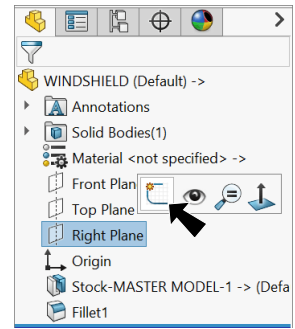 WINDSHIELD (Default) ->
Annotations
Solid Bodies(1)
Material <not specified> ->
Front Plan
Top Plane
Right Plane
Origin
Stock-MASTER MODEL-1 -> (Defa
Fillet1